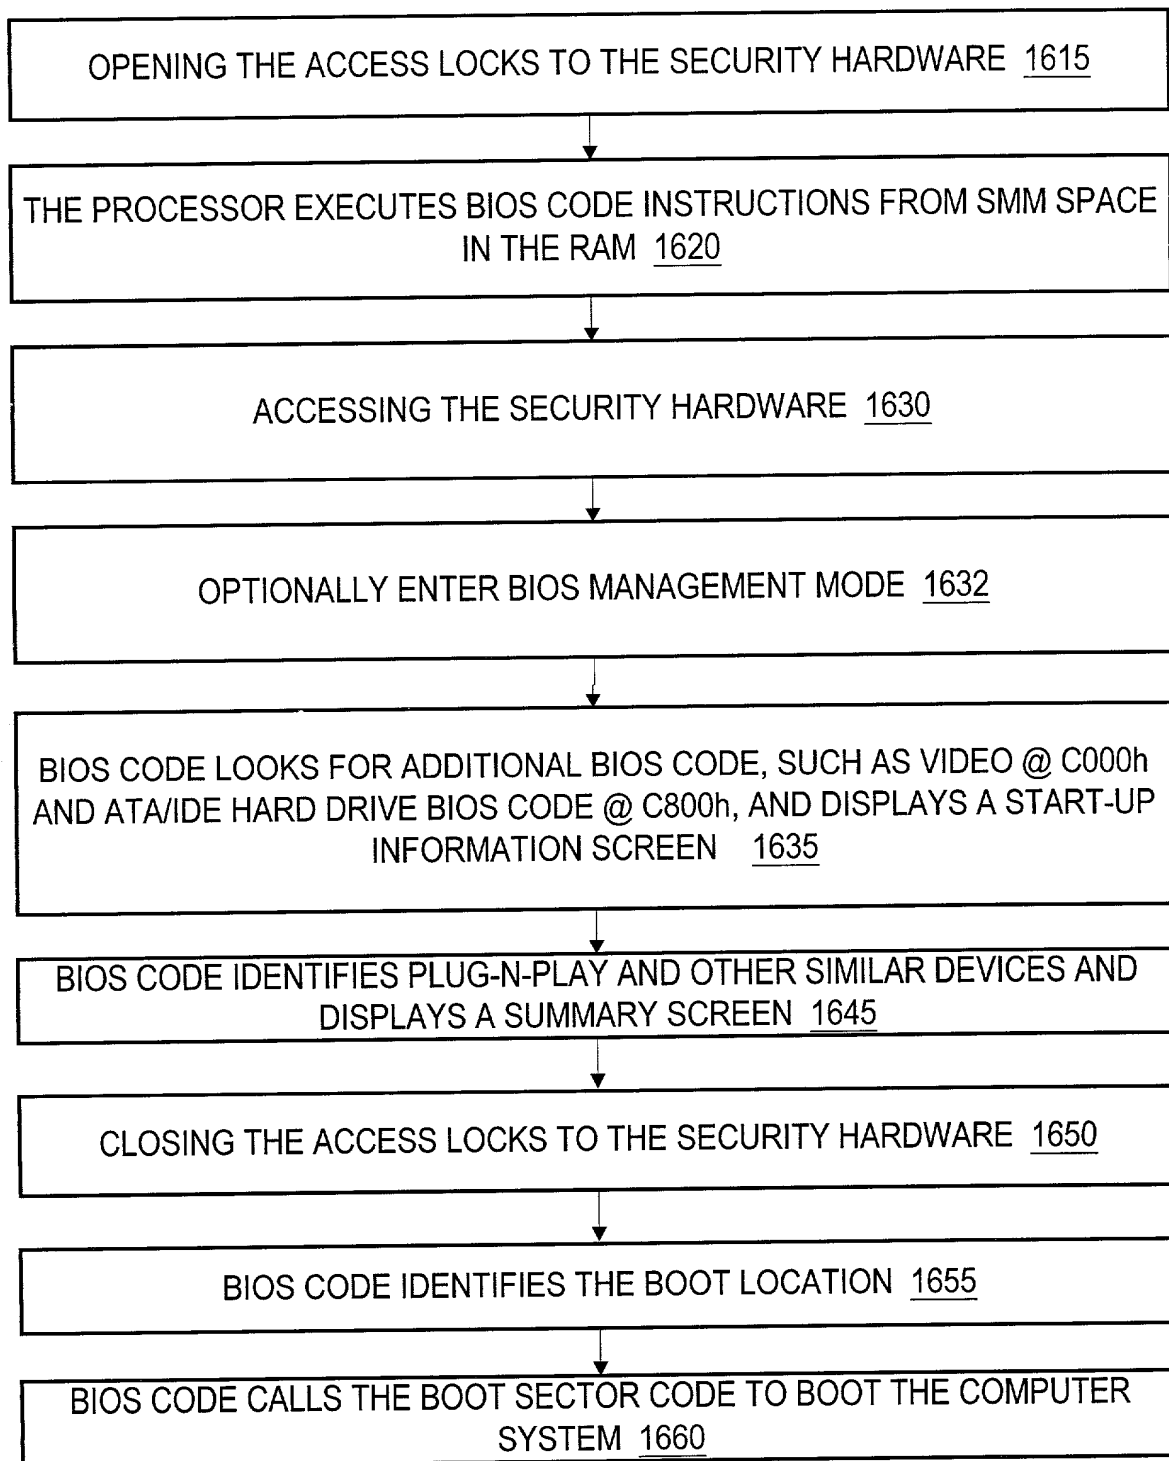 OPENING THE ACCESS LOCKS TO THE SECURITY HARDWARE 1615
THE PROCESSOR EXECUTES BIOS CODE INSTRUCTIONS FROM SMM SPACE
IN THE RAM 1620
ACCESSING THE SECURITY HARDWARE 1630
OPTIONALLY ENTER BIOS MANAGEMENT MODE 1632
BIOS CODE LOOKS FOR ADDITIONAL BIOS CODE, SUCH AS VIDEO @ C000h
AND ATA/IDE HARD DRIVE BIOS CODE @ C800h, AND DISPLAYS A START-UP
INFORMATION SCREEN 1635
BIOS CODE IDENTIFIES PLUG-N-PLAY AND OTHER SIMILAR DEVICES AND
DISPLAYS A SUMMARY SCREEN 1645
CLOSING THE ACCESS LOCKS TO THE SECURITY HARDWARE 1650
BIOS CODE IDENTIFIES THE BOOT LOCATION 1655
BIOS CODE CALLS THE BOOT SECTOR CODE TO BOOT THE COMPUTER
SYSTEM 1660